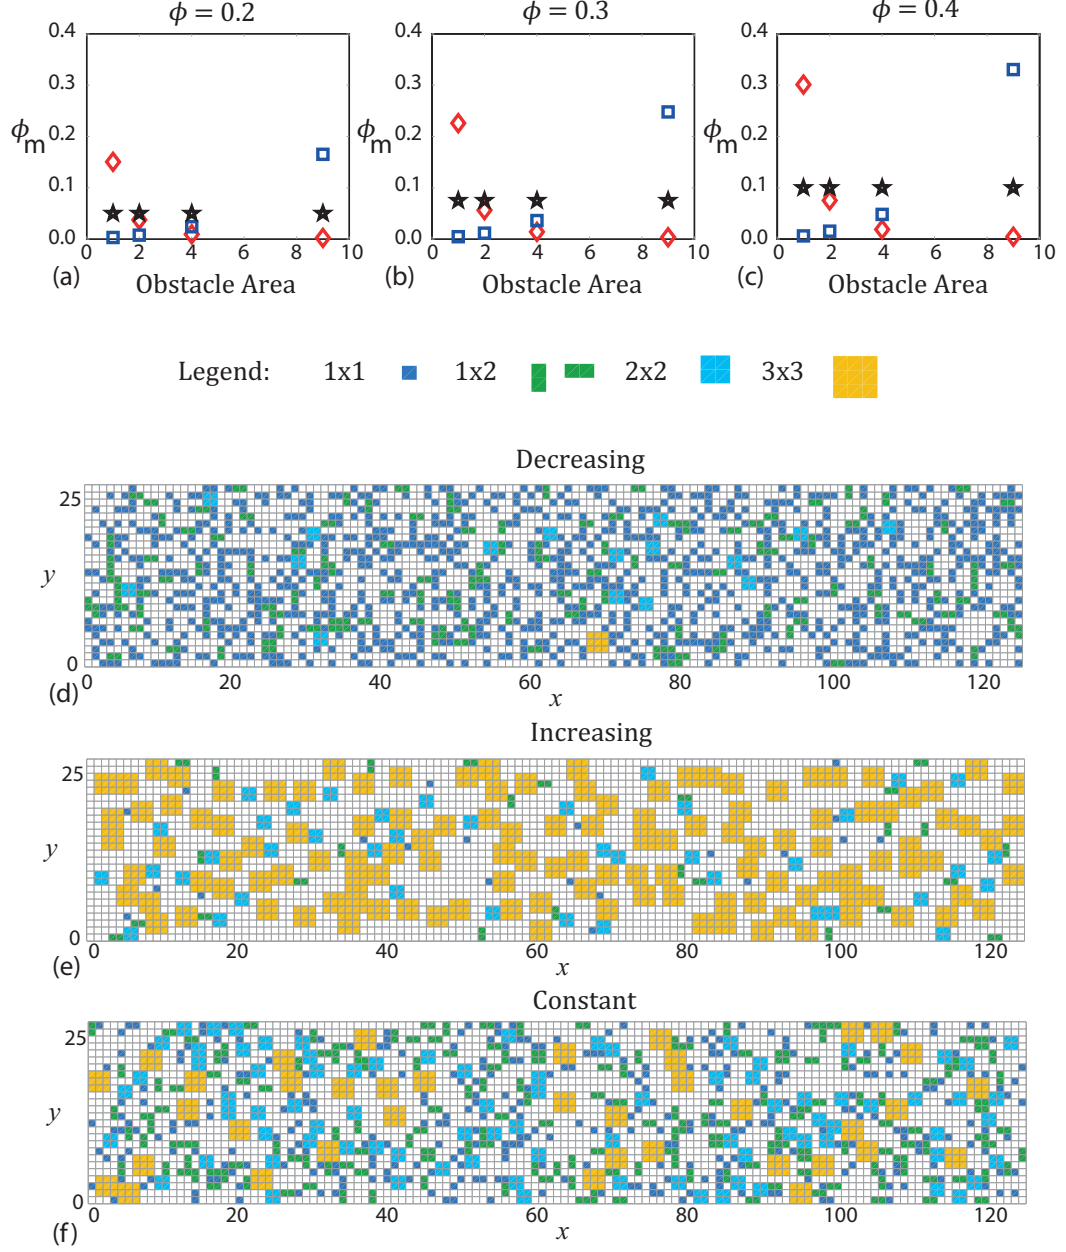 ϕ = 0.2
ϕ = 0.3
ϕ = 0.4
0.4
0.3
0.2
0.1
0.0
ϕm
0 2 4 6 8 10
(a)
Obstacle Area
0.4
0.3
0.2
0.1
0.0
ϕm
0 2 4 6 8 10
(b)
Obstacle Area
0.4
0.3
0.2
0.1
0.0
ϕm
0 2 4 6 8 10
(c)
Obstacle Area
Legend: 1x1 1x2 2x2 3x3
Decreasing
25
y
0
0 20 40 60 80 100 120
(d)
x
Increasing
25
y
0
0 20 40 60 80 100 120
(e)
x
Constant
25
y
0
0 20 40 60 80 100 120
(f)
x